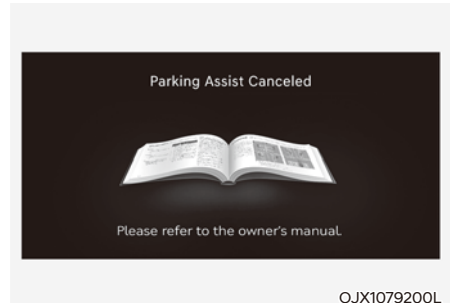 Parking Assist Canceled
Please refer to the owner's manual.
OJX1079200L